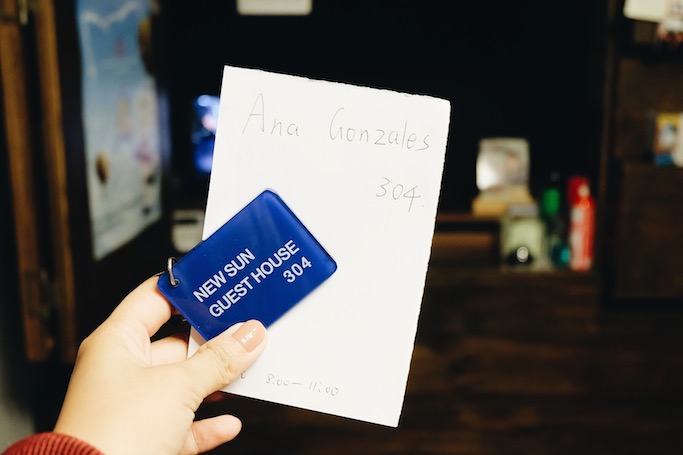 Ana Gonzales
304.
NEW SUN
GUEST HOUSE
304
8:00 – 11:00